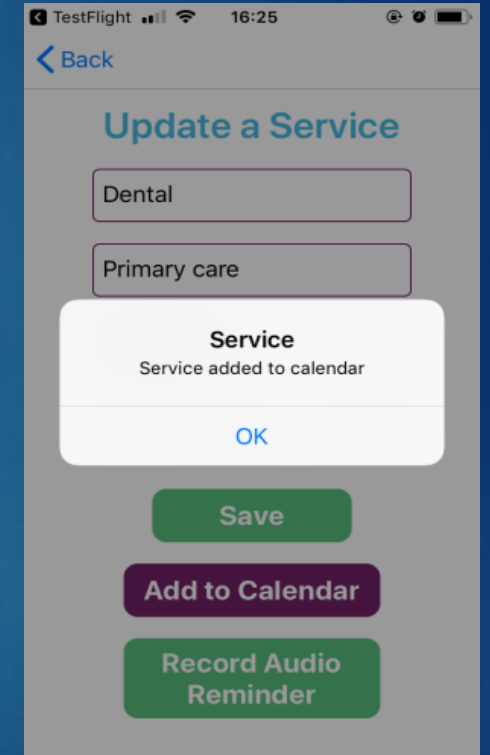 TestFlight 16:25
Back
Update a Service
Dental
Primary care
Service
Service added to calendar
OK
Save
Add to Calendar
Record Audio
Reminder